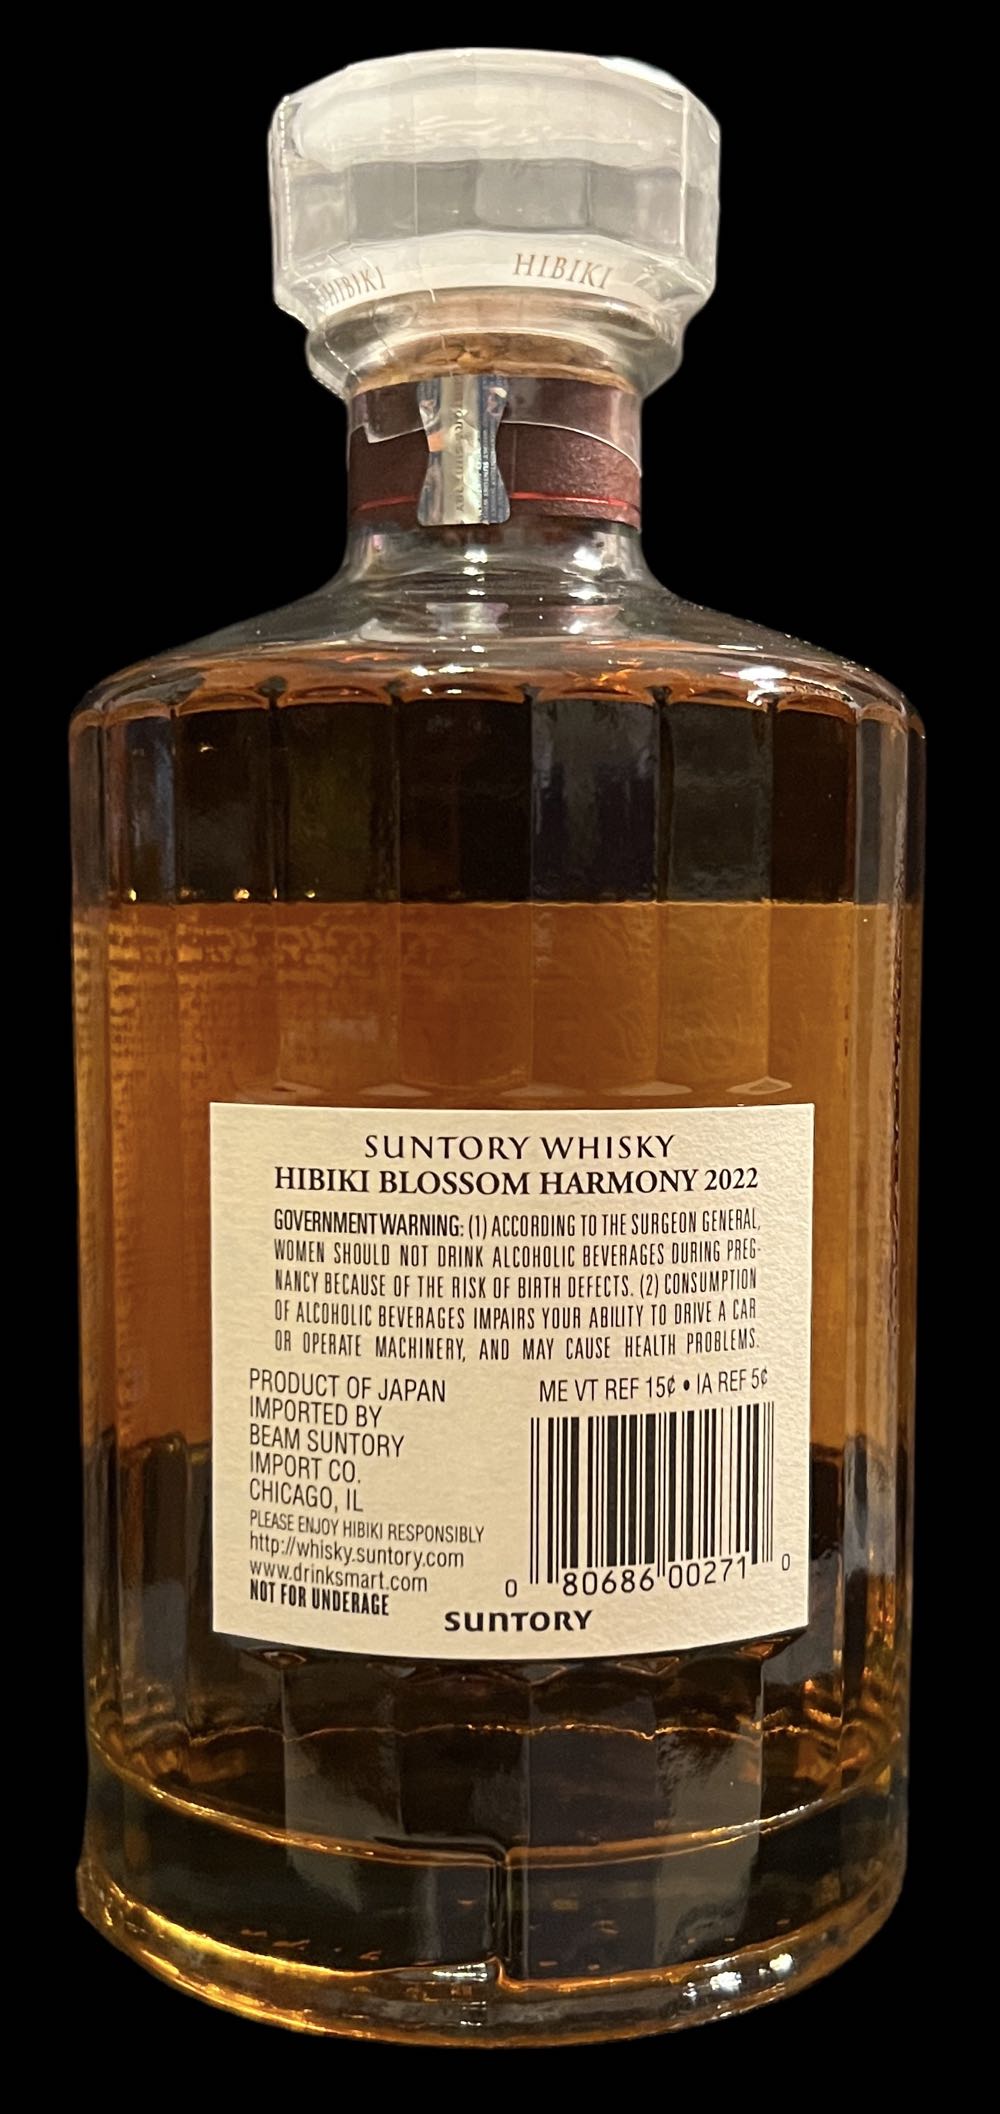 HIBIKI
HIBIKI
SUNTORY WHISKY
HIBIKI BLOSSOM HARMONY 2022
GOVERNMENT WARNING: (1) ACCORDING TO THE SURGEON GENERAL,
WOMEN SHOULD NOT DRINK ALCOHOLIC BEVERAGES DURING PREG-
NANCY BECAUSE OF THE RISK OF BIRTH DEFECTS. (2) CONSUMPTION
OF ALCOHOLIC BEVERAGES IMPAIRS YOUR ABILITY TO DRIVE A CAR
OR OPERATE MACHINERY, AND MAY CAUSE HEALTH PROBLEMS.
PRODUCT OF JAPAN
IMPORTED BY
BEAM SUNTORY
IMPORT CO.
CHICAGO, IL
PLEASE ENJOY HIBIKI RESPONSIBLY
http://whisky.suntory.com
www.drinksmart.com
NOT FOR UNDERAGE
ME VT REF 15¢ • IA REF 5¢
0 80686 00271 0
SUNTORY